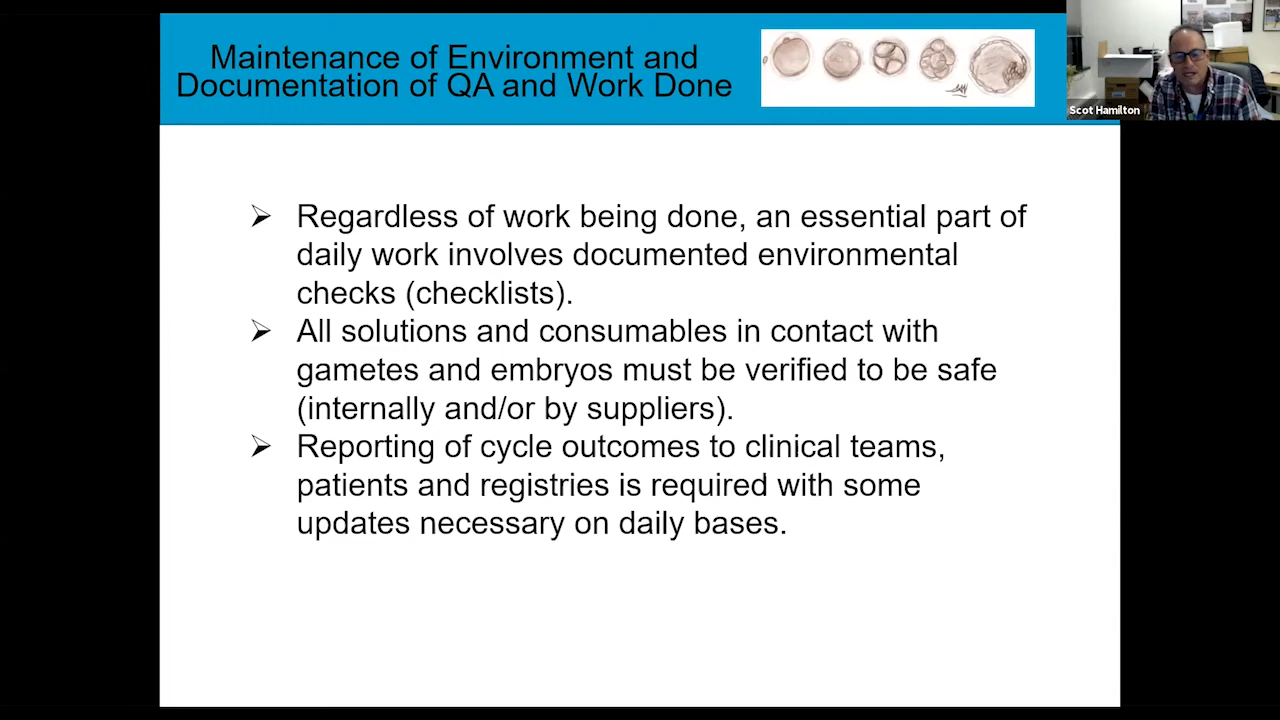 Maintenance of Environment and
Documentation of QA and Work Done
Scot Hamilton
➢ Regardless of work being done, an essential part of
daily work involves documented environmental
checks (checklists).
➢ All solutions and consumables in contact with
gametes and embryos must be verified to be safe
(internally and/or by suppliers).
➢ Reporting of cycle outcomes to clinical teams,
patients and registries is required with some
updates necessary on daily bases.